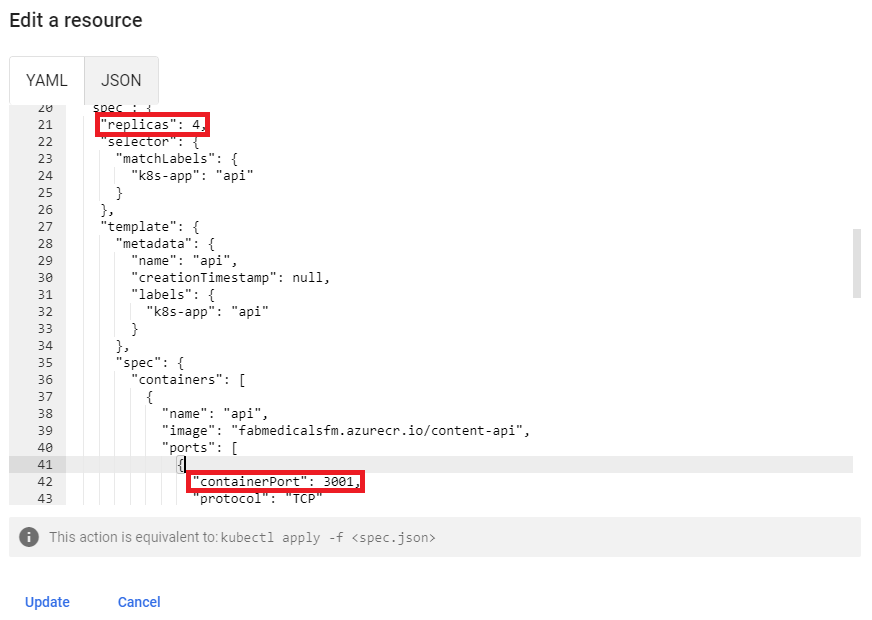 Edit a resource
YAML JSON
20 spec : {
21 "replicas": 4,
22 "selector": {
23 "matchLabels": {
24 "k8s-app": "api"
25 }
26 },
27 "template": {
28 "metadata": {
29 "name": "api",
30 "creationTimestamp": null,
31 "labels": {
32 "k8s-app": "api"
33 }
34 },
35 "spec": {
36 "containers": [
37 {
38 "name": "api",
39 "image": "fabmedicalsfm.azurecr.io/content-api",
40 "ports": [
41 {
42 "containerPort": 3001,
43 "protocol": "TCP"
This action is equivalent to: kubectl apply -f <spec.json>
Update Cancel